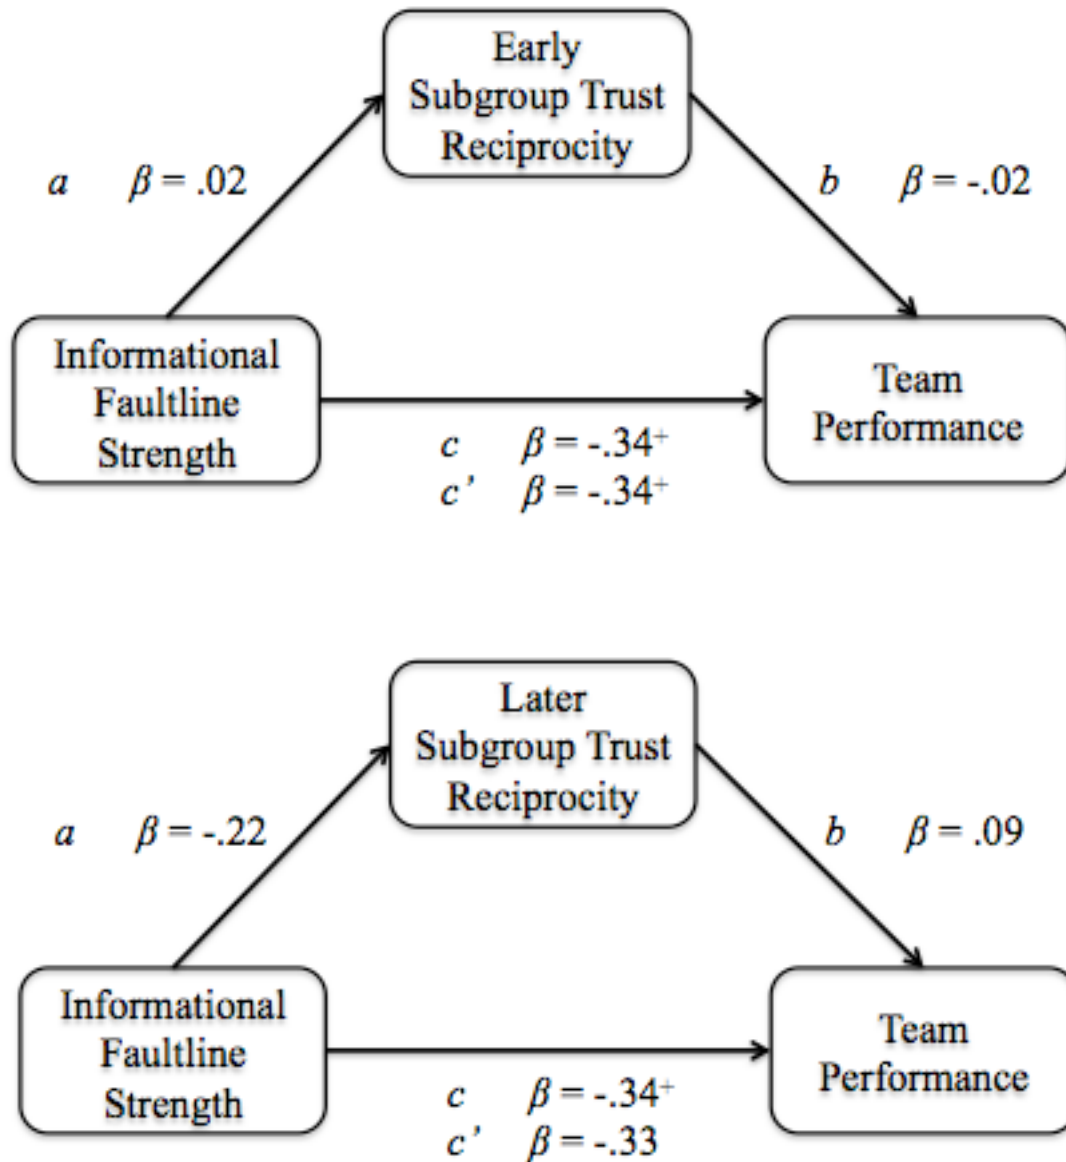 Early
Subgroup Trust
Reciprocity
a β = .02
b β = -.02
Informational
Faultline
Strength
Team
Performance
c β = -.34⁺
c’ β = -.34⁺
Later
Subgroup Trust
Reciprocity
a β = -.22
b β = .09
Informational
Faultline
Strength
Team
Performance
c β = -.34⁺
c’ β = -.33